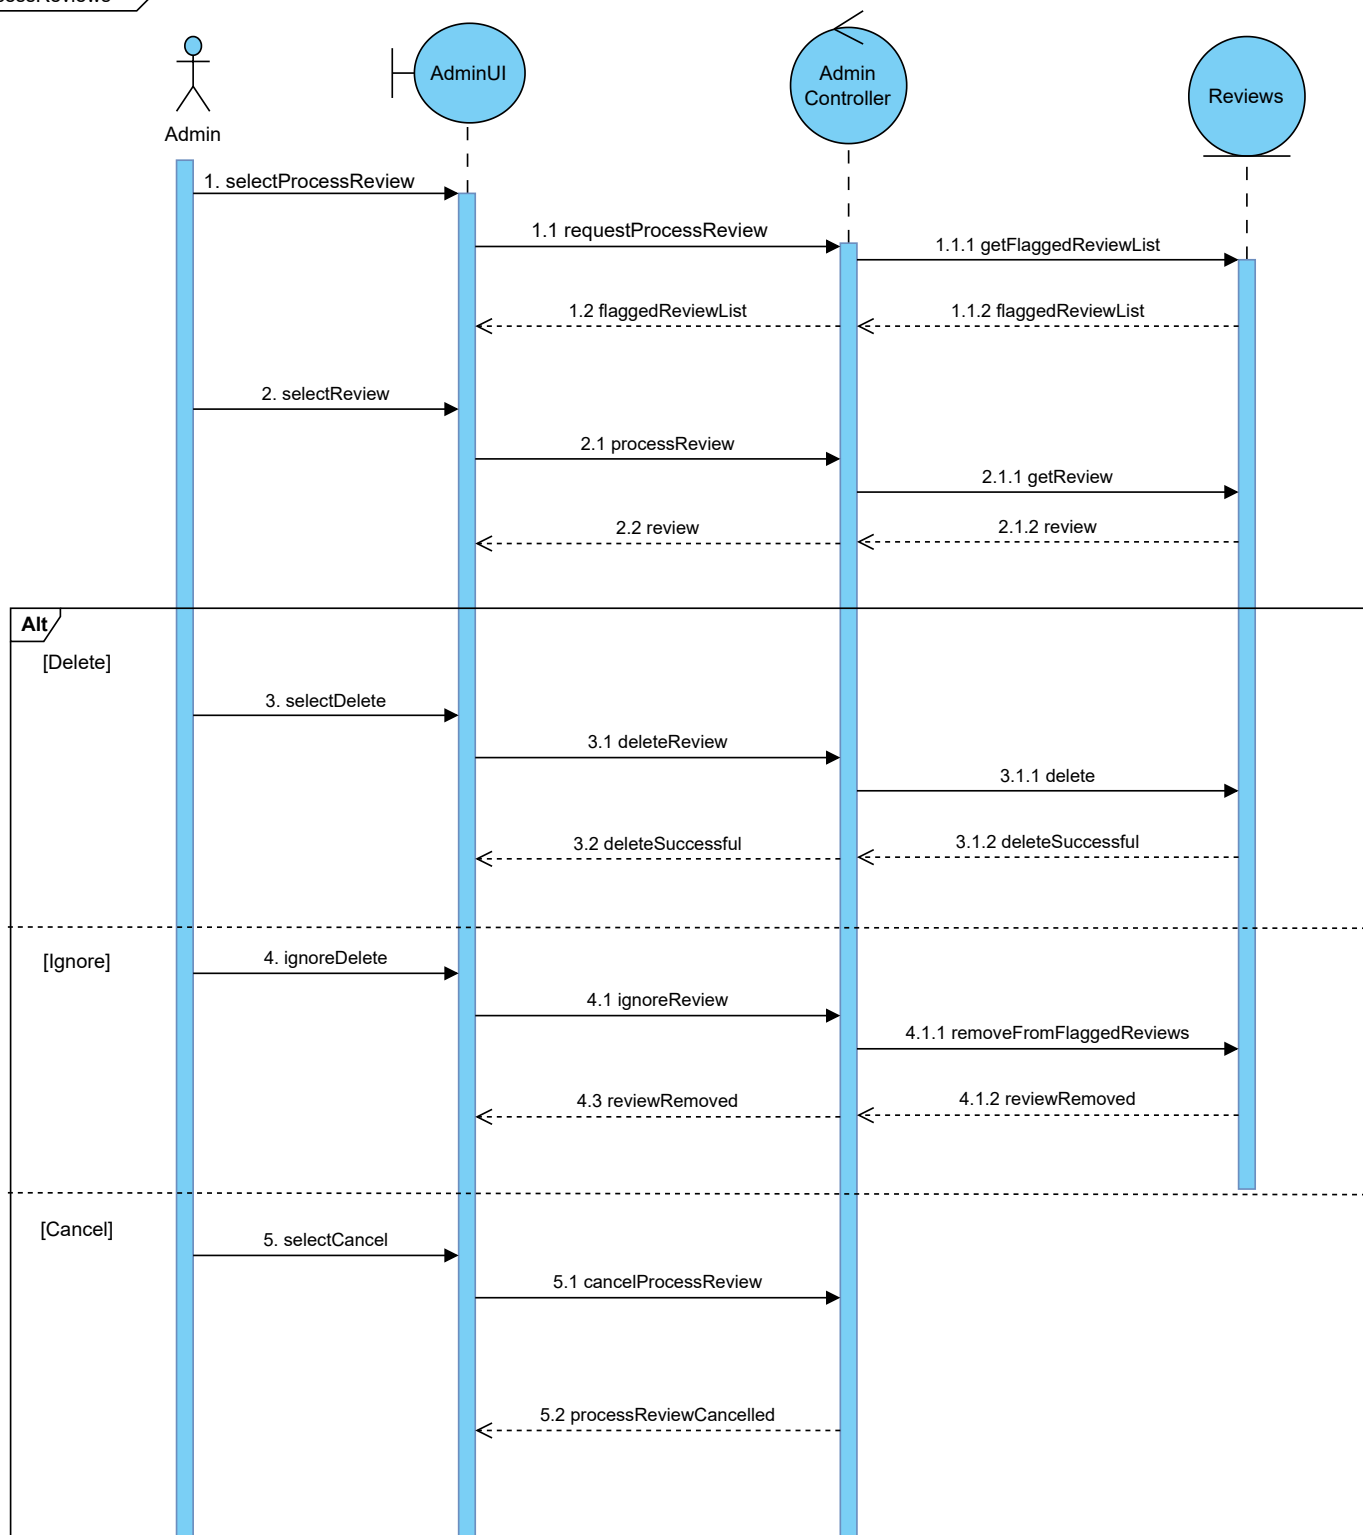 Admin
AdminUI
Admin
Controller
Reviews
1. selectProcessReview
1.1 requestProcessReview
1.1.1 getFlaggedReviewList
1.2 flaggedReviewList
1.1.2 flaggedReviewList
2. selectReview
2.1 processReview
2.1.1 getReview
2.2 review
2.1.2 review
Alt
[Delete]
3. selectDelete
3.1 deleteReview
3.1.1 delete
3.2 deleteSuccessful
3.1.2 deleteSuccessful
[Ignore]
4. ignoreDelete
4.1 ignoreReview
4.1.1 removeFromFlaggedReviews
4.3 reviewRemoved
4.1.2 reviewRemoved
[Cancel]
5. selectCancel
5.1 cancelProcessReview
5.2 processReviewCancelled